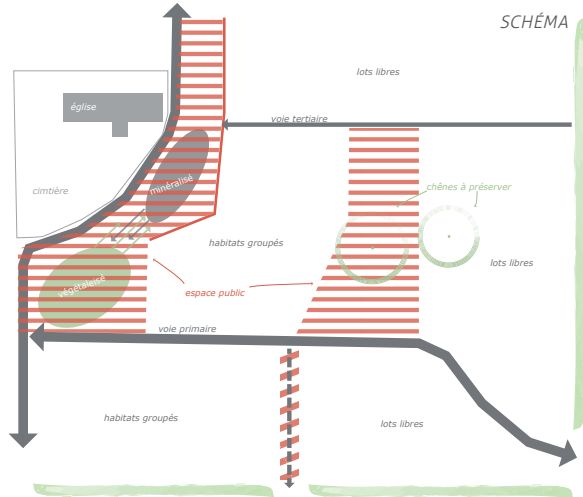 SCHÉMA
lots libres
église
voie tertiaire
minéralisé
cimtière
chênes à préserver
habitats groupés
lots libres
végétaleisé
espace public
voie primaire
habitats groupés
lots libres